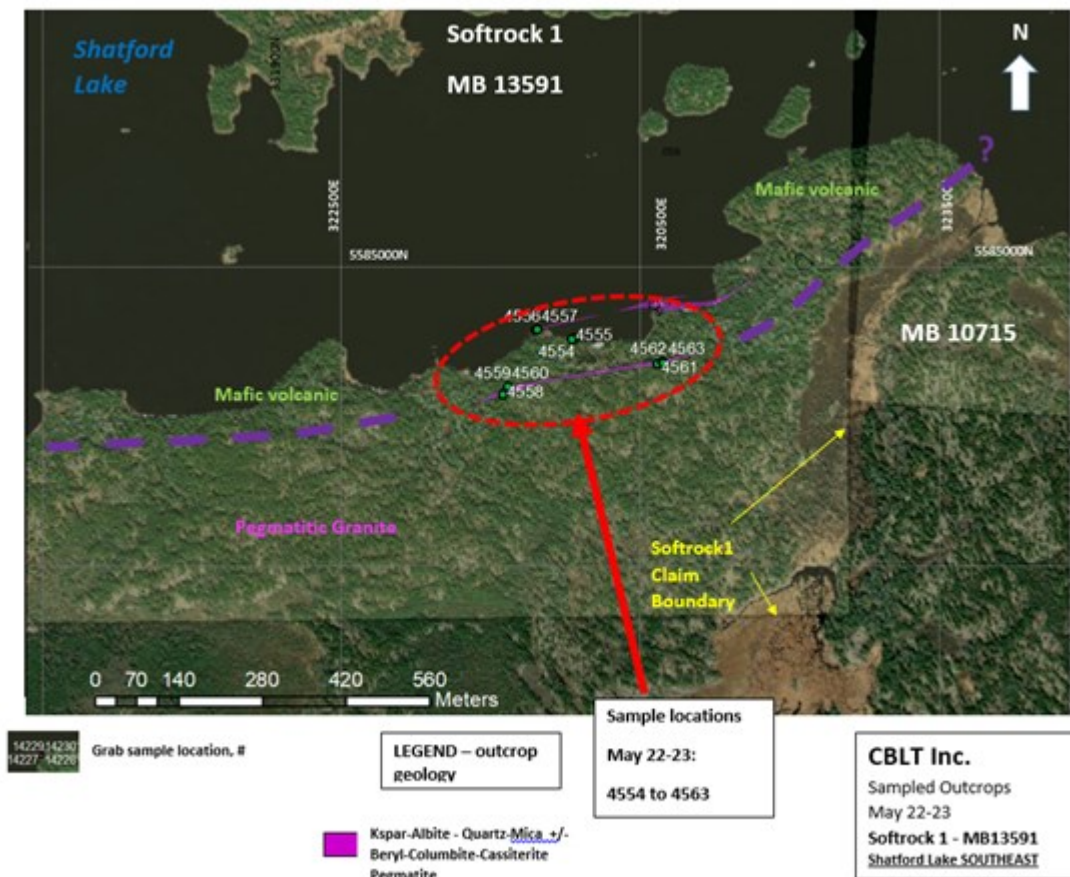 Shatford
Lake
Softrock 1
MB 13591
N
Mafic volcanic
?
322500E
320500E
5585000N
5585000N
MB 10715
45564557
4555
4554
4562 4563
4561
45594560
4558
Mafic volcanic
Pegmatitic Granite
Softrock1
Claim
Boundary
0 70 140 280 420 560
Meters
Sample locations
May 22-23:
4554 to 4563
Grab sample location, #
LEGEND – outcrop
geology
Kspar-Albite - Quartz-Mica +/-
Beryl-Columbite-Cassiterite
Pegmatite
CBLT Inc.
Sampled Outcrops
May 22-23
Softrock 1 - MB13591
Shatford Lake SOUTHEAST